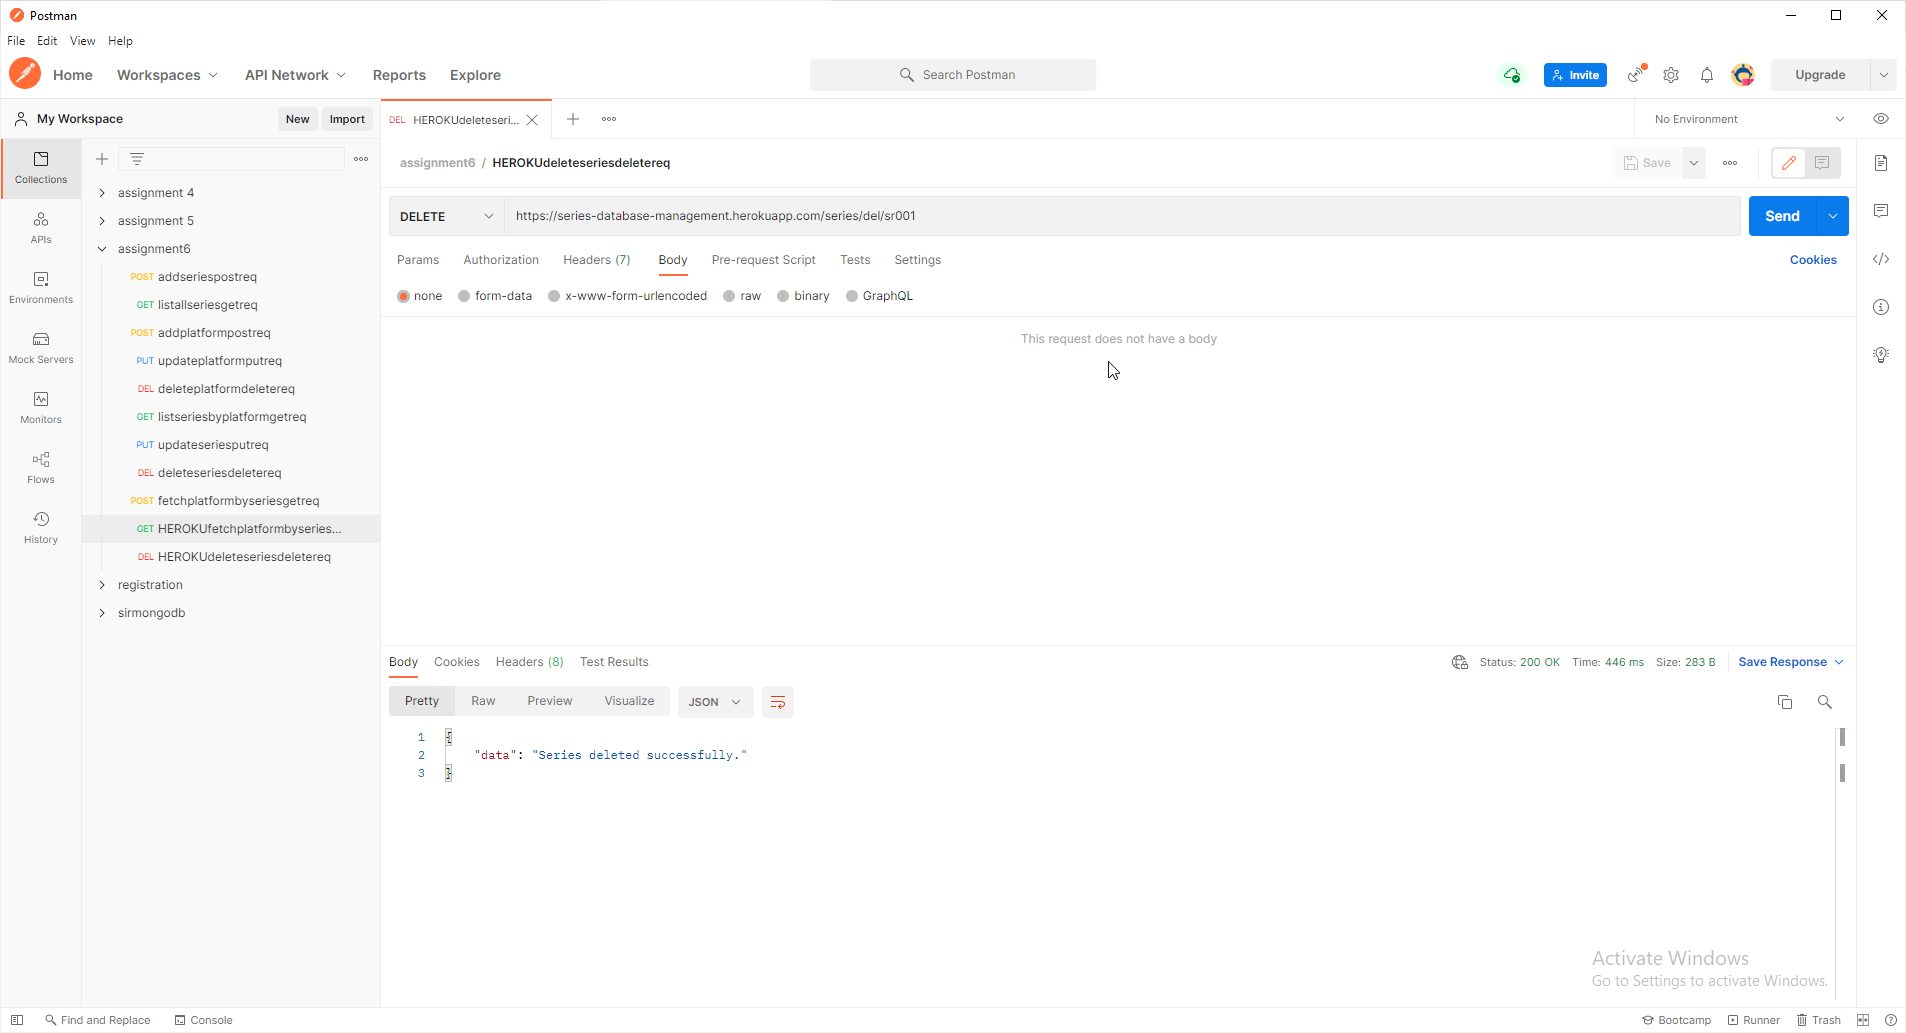 Postman
File Edit View Help
Home Workspaces API Network Reports Explore Search Postman Invite Upgrade
My Workspace New Import DEL HEROKUdeleteseri... No Environment
assignment6 / HEROKUdeleteseriesdeletereq Save
Collections
APIs
Environments
Mock Servers
Monitors
Flows
History
assignment 4
assignment 5
assignment6
POST addseriespostreq
GET listallseriesgetreq
POST addplatformpostreq
PUT updateplatformputreq
DEL deleteplatformdeletereq
GET listseriesbyplatformgetreq
PUT updateseriesputreq
DEL deleteseriesdeletereq
POST fetchplatformbyseriesgetreq
GET HEROKUfetchplatformbyseries...
DEL HEROKUdeleteseriesdeletereq
registration
sirmongodb
DELETE https://series-database-management.herokuapp.com/series/del/sr001 Send
Params Authorization Headers (7) Body Pre-request Script Tests Settings Cookies
none form-data x-www-form-urlencoded raw binary GraphQL
This request does not have a body
Body Cookies Headers (8) Test Results Status: 200 OK Time: 446 ms Size: 283 B Save Response
Pretty Raw Preview Visualize JSON
1 {
2 "data": "Series deleted successfully."
3 }
Activate Windows
Go to Settings to activate Windows.
Find and Replace Console Bootcamp Runner Trash